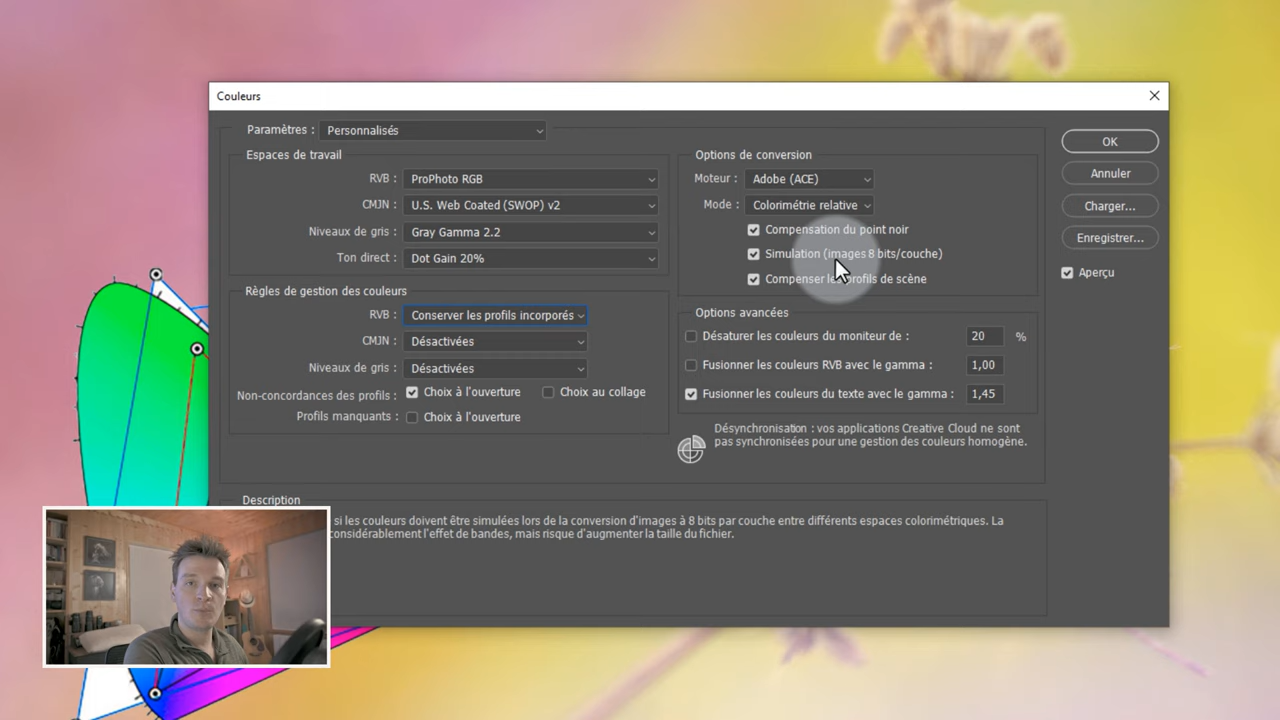 Couleurs
Paramètres : Personnalisés
Espaces de travail
RVB : ProPhoto RGB
CMJN : U.S. Web Coated (SWOP) v2
Niveaux de gris : Gray Gamma 2.2
Ton direct : Dot Gain 20%
Règles de gestion des couleurs
RVB : Conserver les profils incorporés
CMJN : Désactivées
Niveaux de gris : Désactivées
Non-concordances des profils : Choix à l'ouverture Choix au collage
Profils manquants : Choix à l'ouverture
Options de conversion
Moteur : Adobe (ACE)
Mode : Colorimétrie relative
Compensation du point noir
Simulation (images 8 bits/couche)
Compenser les profils de scène
Options avancées
Désaturer les couleurs du moniteur de : 20 %
Fusionner les couleurs RVB avec le gamma : 1,00
Fusionner les couleurs du texte avec le gamma : 1,45
Désynchronisation : vos applications Creative Cloud ne sont
pas synchronisées pour une gestion des couleurs homogène.
OK
Annuler
Charger...
Enregistrer...
Aperçu
Description
si les couleurs doivent être simulées lors de la conversion d'images à 8 bits par couche entre différents espaces colorimétriques. La
considérablement l'effet de bandes, mais risque d'augmenter la taille du fichier.